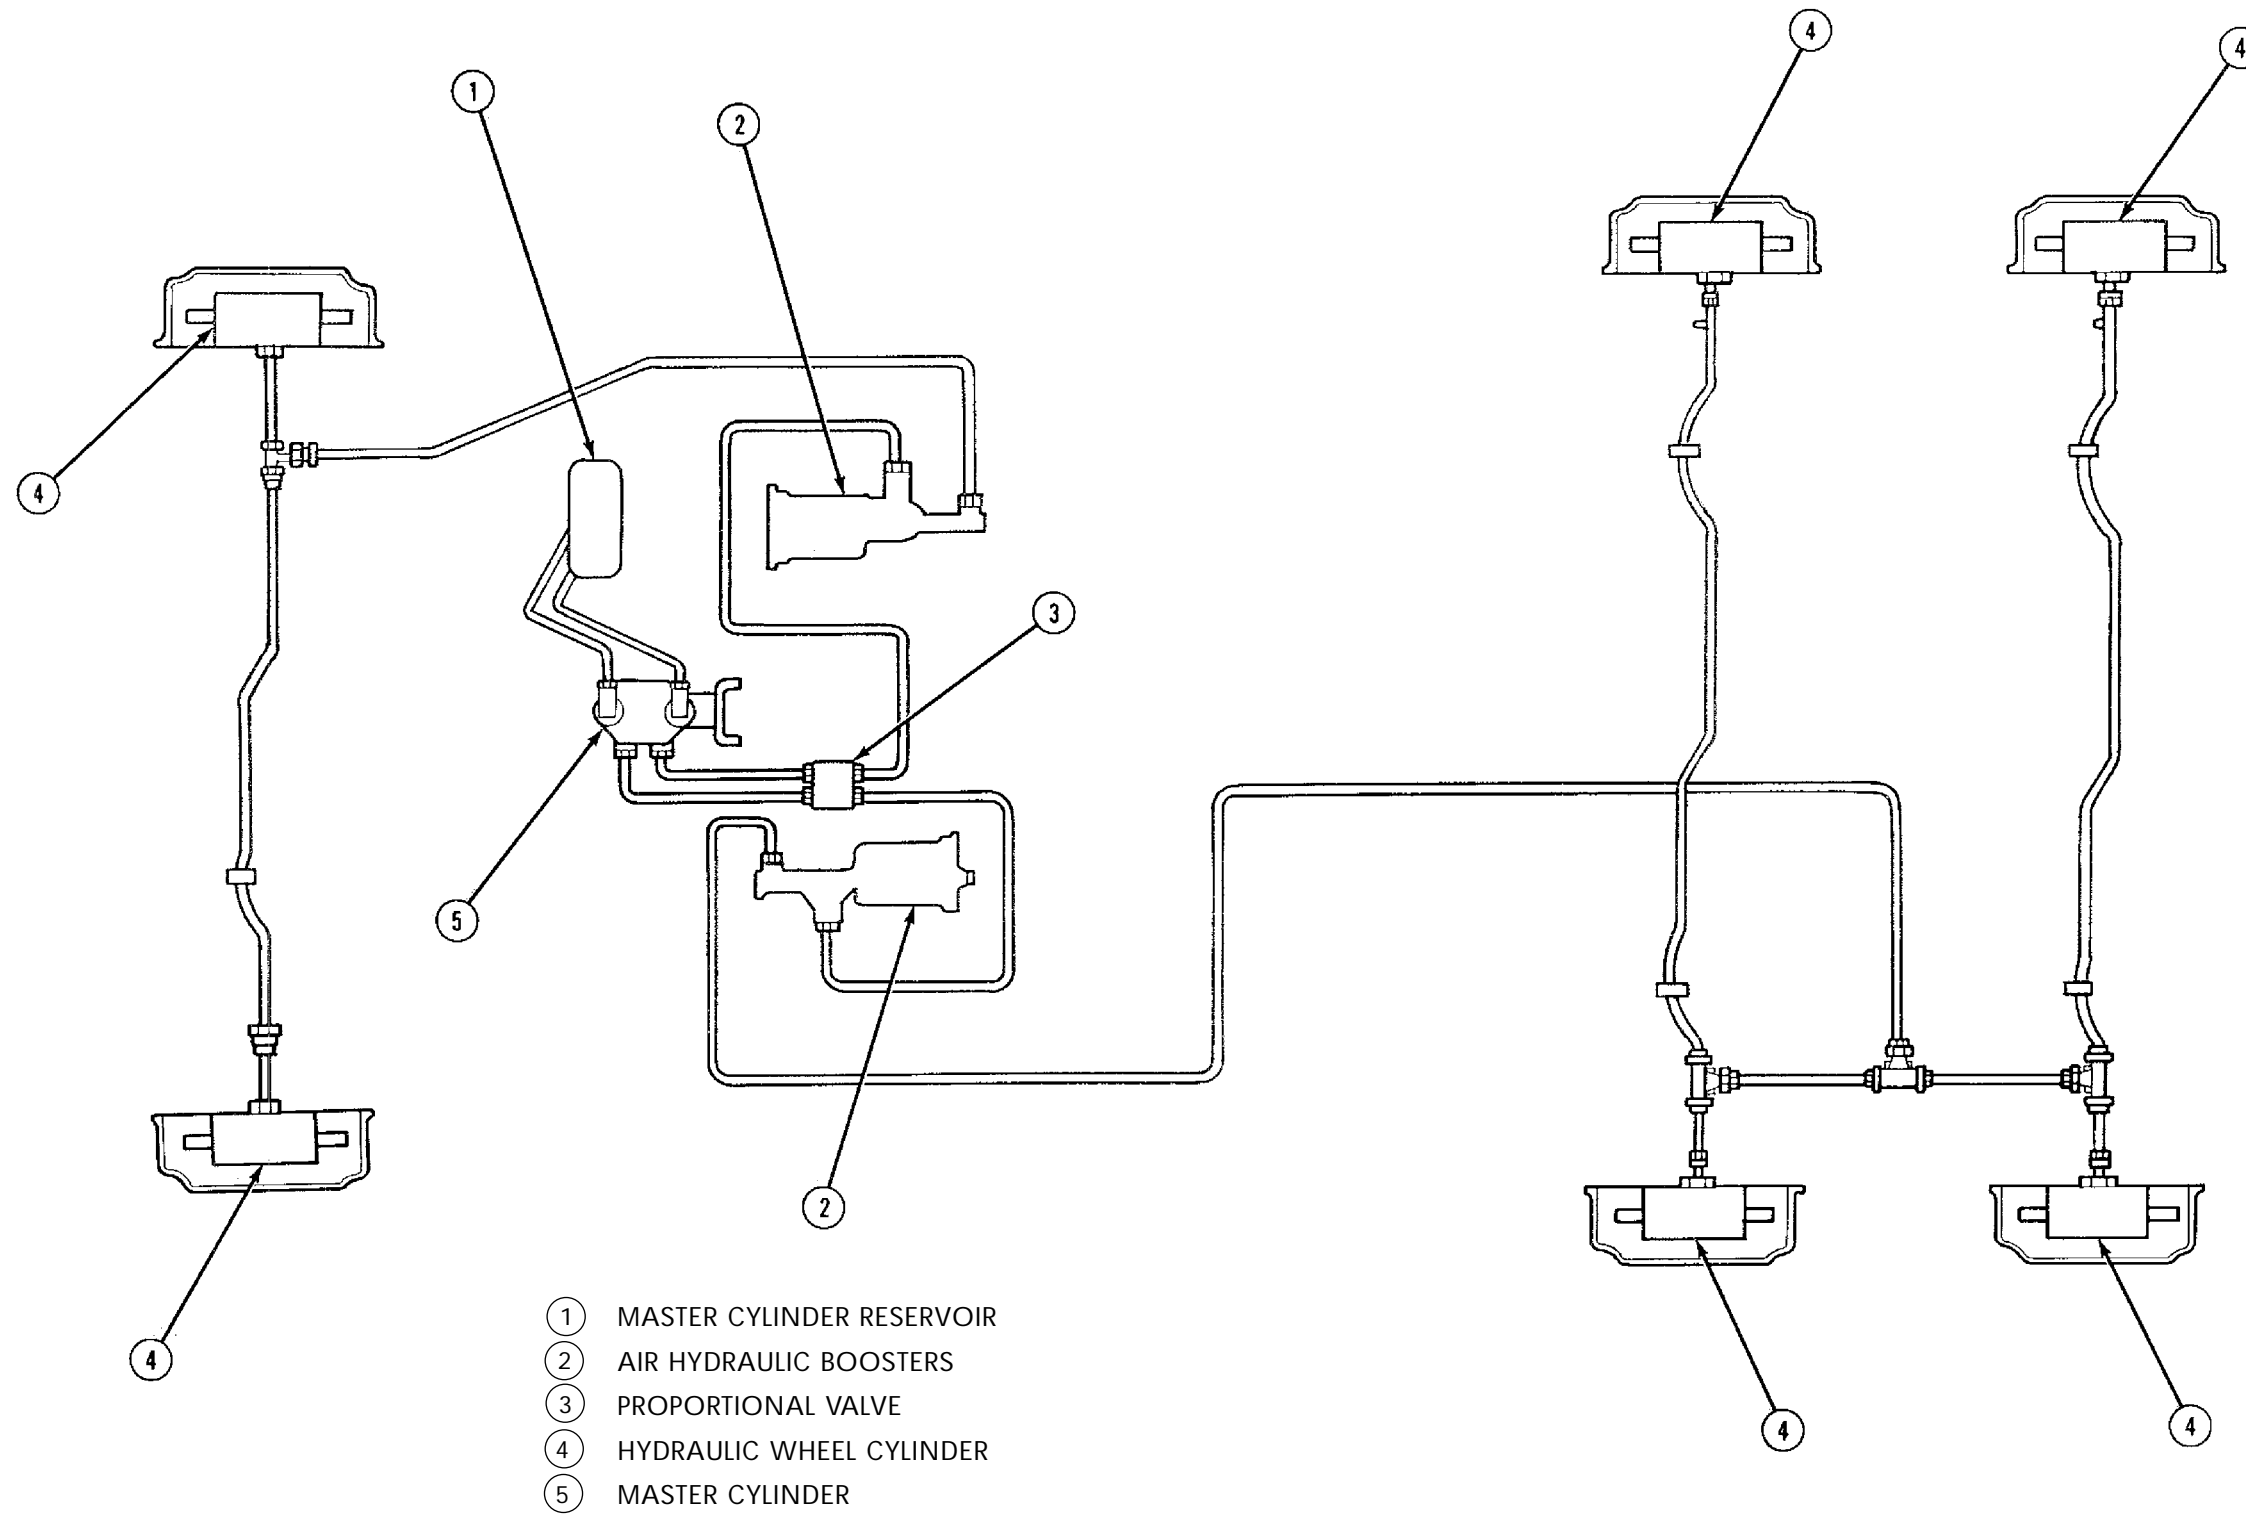 4
4
1
2
4
3
5
2
4
4
4
1 MASTER CYLINDER RESERVOIR
2 AIR HYDRAULIC BOOSTERS
3 PROPORTIONAL VALVE
4 HYDRAULIC WHEEL CYLINDER
5 MASTER CYLINDER